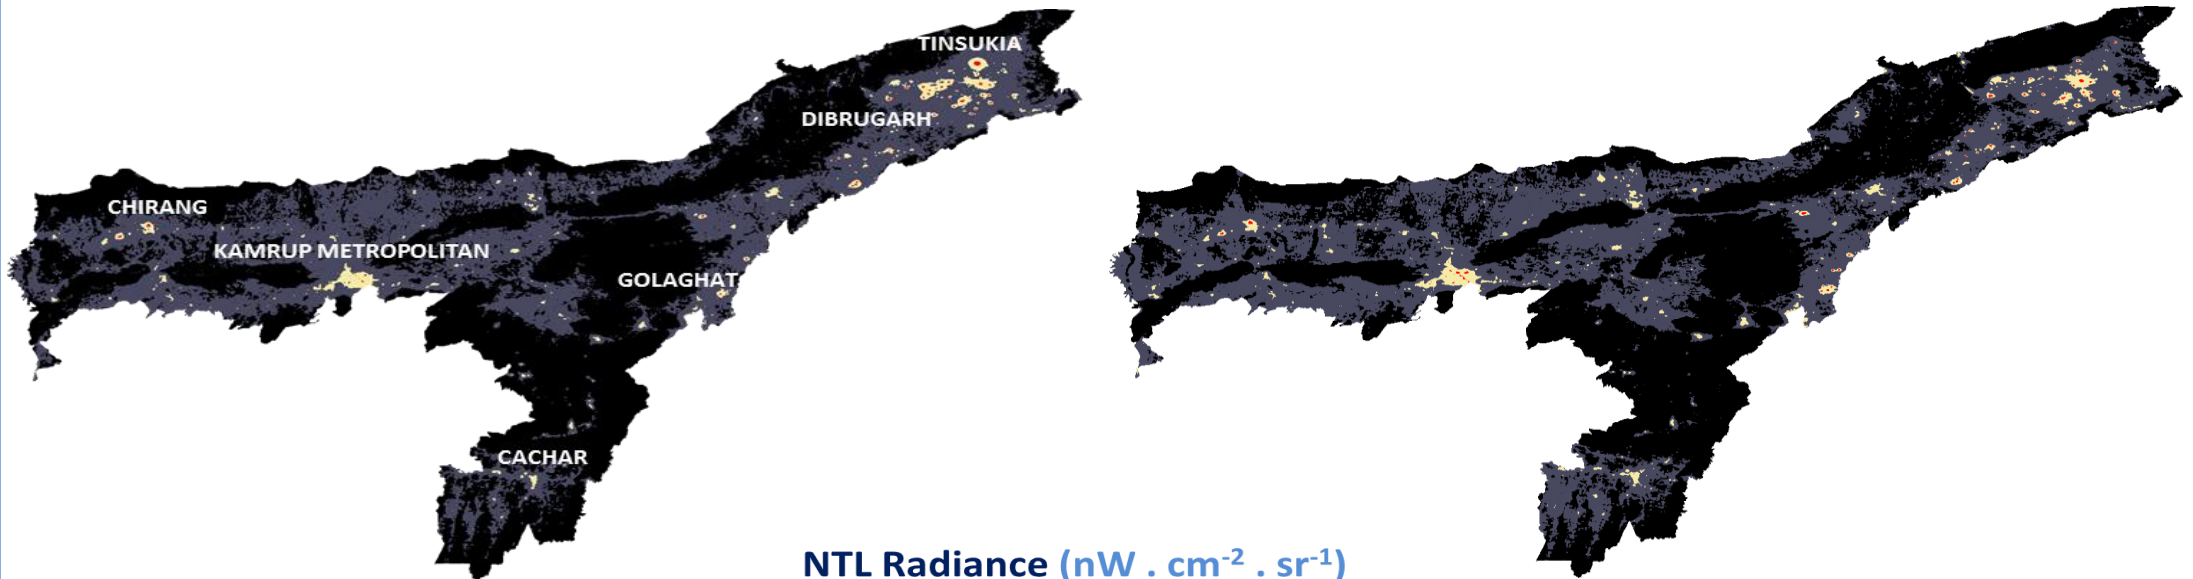 TINSUKIA
DIBRUGARH
CHIRANG
KAMRUP METROPOLITAN
GOLAGHAT
CACHAR
NTL Radiance (nW . cm⁻² . sr⁻¹)